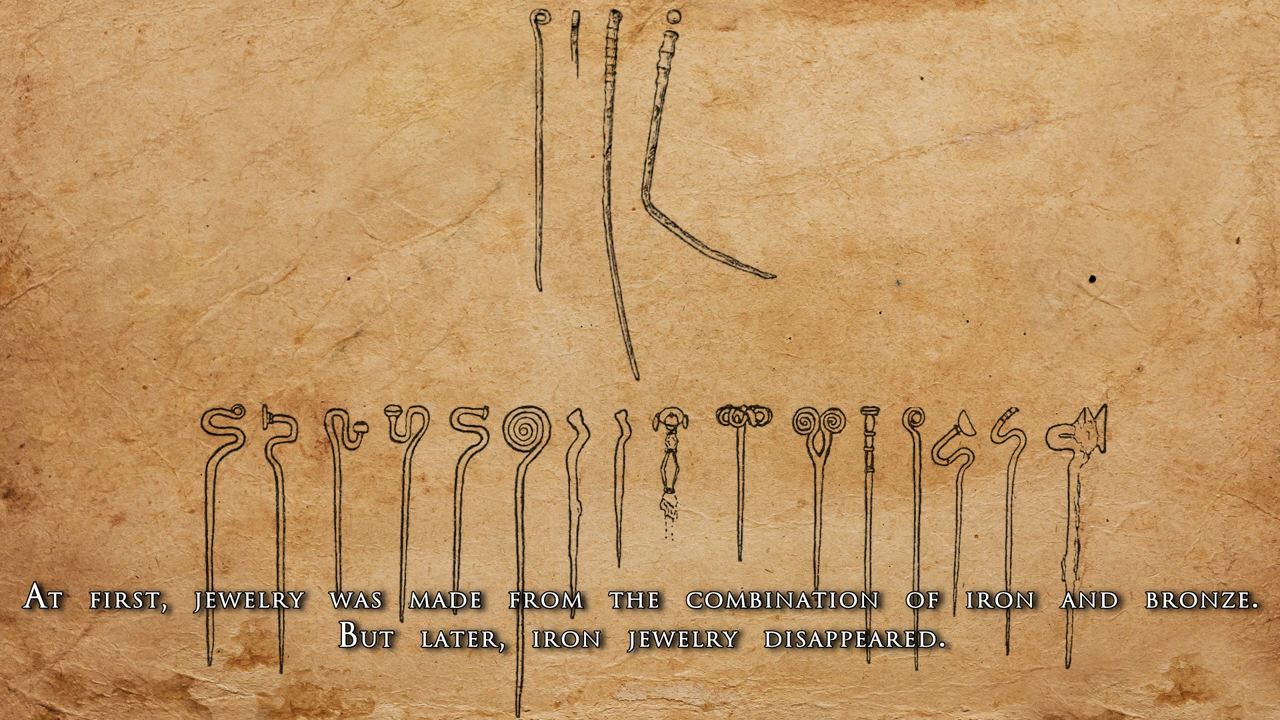 At first, jewelry was made from the combination of iron and bronze.
But later, iron jewelry disappeared.